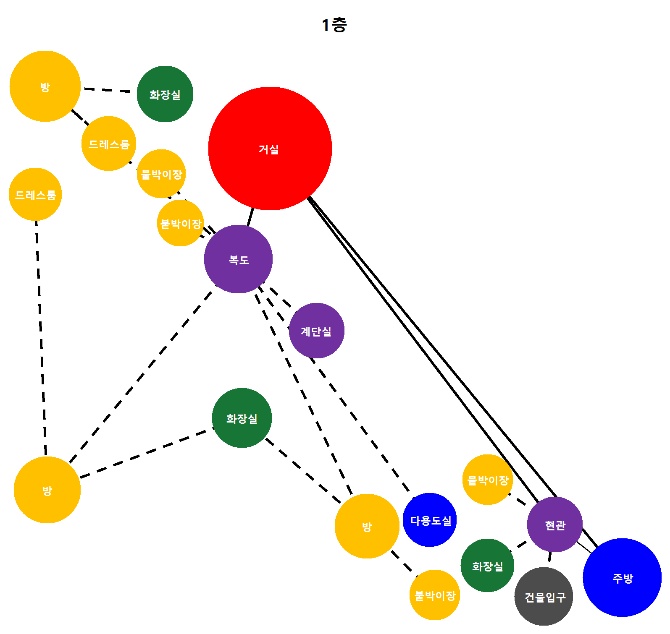 1층
방
화장실
드레스룸
거실
붙박이장
드레스룸
붙박이장
복도
계단실
화장실
방
붙박이장
방
다용도실
현관
화장실
주방
붙박이장
건물입구